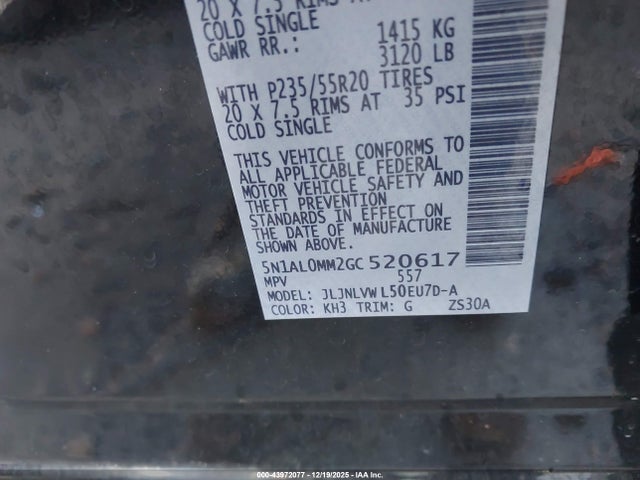 20 X 7.5 RIMS AT
COLD SINGLE
GAWR RR.: 1415 KG
3120 LB
WITH P235/55R20 TIRES
20 X 7.5 RIMS AT 35 PSI
COLD SINGLE
THIS VEHICLE CONFORMS TO
ALL APPLICABLE FEDERAL
MOTOR VEHICLE SAFETY AND
THEFT PREVENTION
STANDARDS IN EFFECT ON
THE DATE OF MANUFACTURE
SHOWN ABOVE.
5N1AL0MM2GC 520617
MPV 557
MODEL: JLJNLVW L50EU7D-A
COLOR: KH3 TRIM: G ZS30A
000-43972077 - 12/19/2025 - IAA Inc.